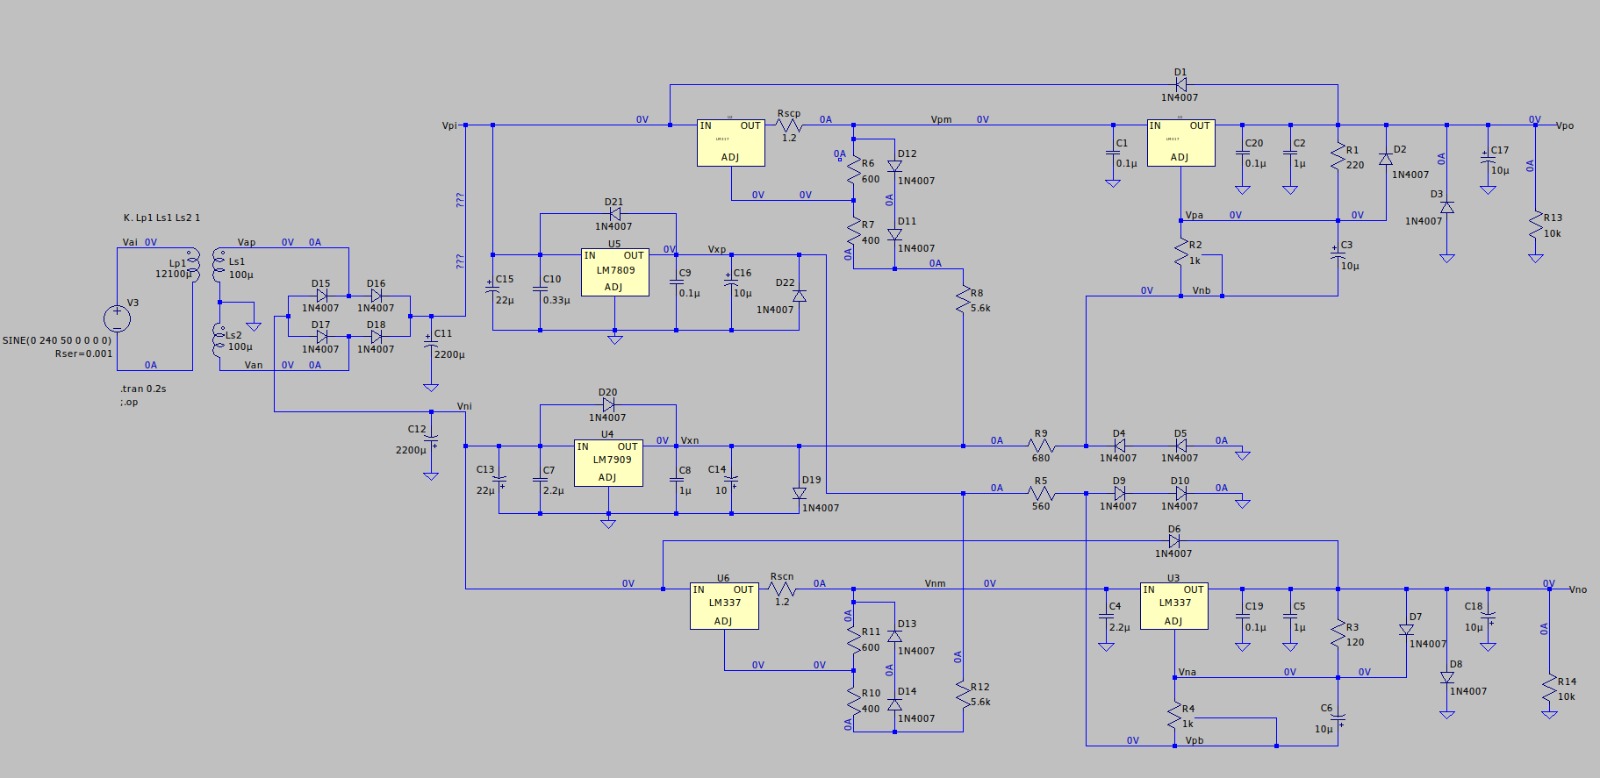 D1
1N4007
Vpi
0V
IN OUT
ADJ
Rscp
1.2
0A
Vpm
0V
C1
0.1µ
IN OUT
ADJ
C20
0.1µ
C2
1µ
R1
220
D2
1N4007
0A
D3
1N4007
C17
10µ
0V
Vpo
0A
R13
10k
0A
R6
600
D12
1N4007
0V 0V
0A
R7
400
D11
1N4007
0A
0A
R8
5.6k
Vpa
0V
0V
R2
1k
C3
10µ
0V
Vnb
???
???
D21
1N4007
U5
IN OUT
LM7809
ADJ
0V
Vxp
C15
22µ
C10
0.33µ
C9
0.1µ
C16
10µ
D22
1N4007
K. Lp1 Ls1 Ls2 1
Vai 0V
Vap 0V 0A
Lp1
12100µ
Ls1
100µ
D15
1N4007
D16
1N4007
V3
SINE(0 240 50 0 0 0 0)
Rser=0.001
Ls2
100µ
D17
1N4007
D18
1N4007
C11
2200µ
0A
Van 0V 0A
.tran 0.2s
;.op
Vni
C12
2200µ
D20
1N4007
U4
IN OUT
LM7909
ADJ
0V
Vxn
C13
22µ
C7
2.2µ
C8
1µ
C14
10
D19
1N4007
0A
R9
680
D4
1N4007
D5
1N4007
0A
0A
R5
560
D9
1N4007
D10
1N4007
0A
D6
1N4007
0V
U6
IN OUT
LM337
ADJ
Rscn
1.2
0A
Vnm
0V
C4
2.2µ
U3
IN OUT
LM337
ADJ
C19
0.1µ
C5
1µ
R3
120
D7
1N4007
D8
1N4007
C18
10µ
0V
Vno
0A
R14
10k
0A
R11
600
D13
1N4007
0V 0V
0A
R10
400
D14
1N4007
0A
0A
R12
5.6k
Vna
0V
0V
R4
1k
C6
10µ
0V
Vpb